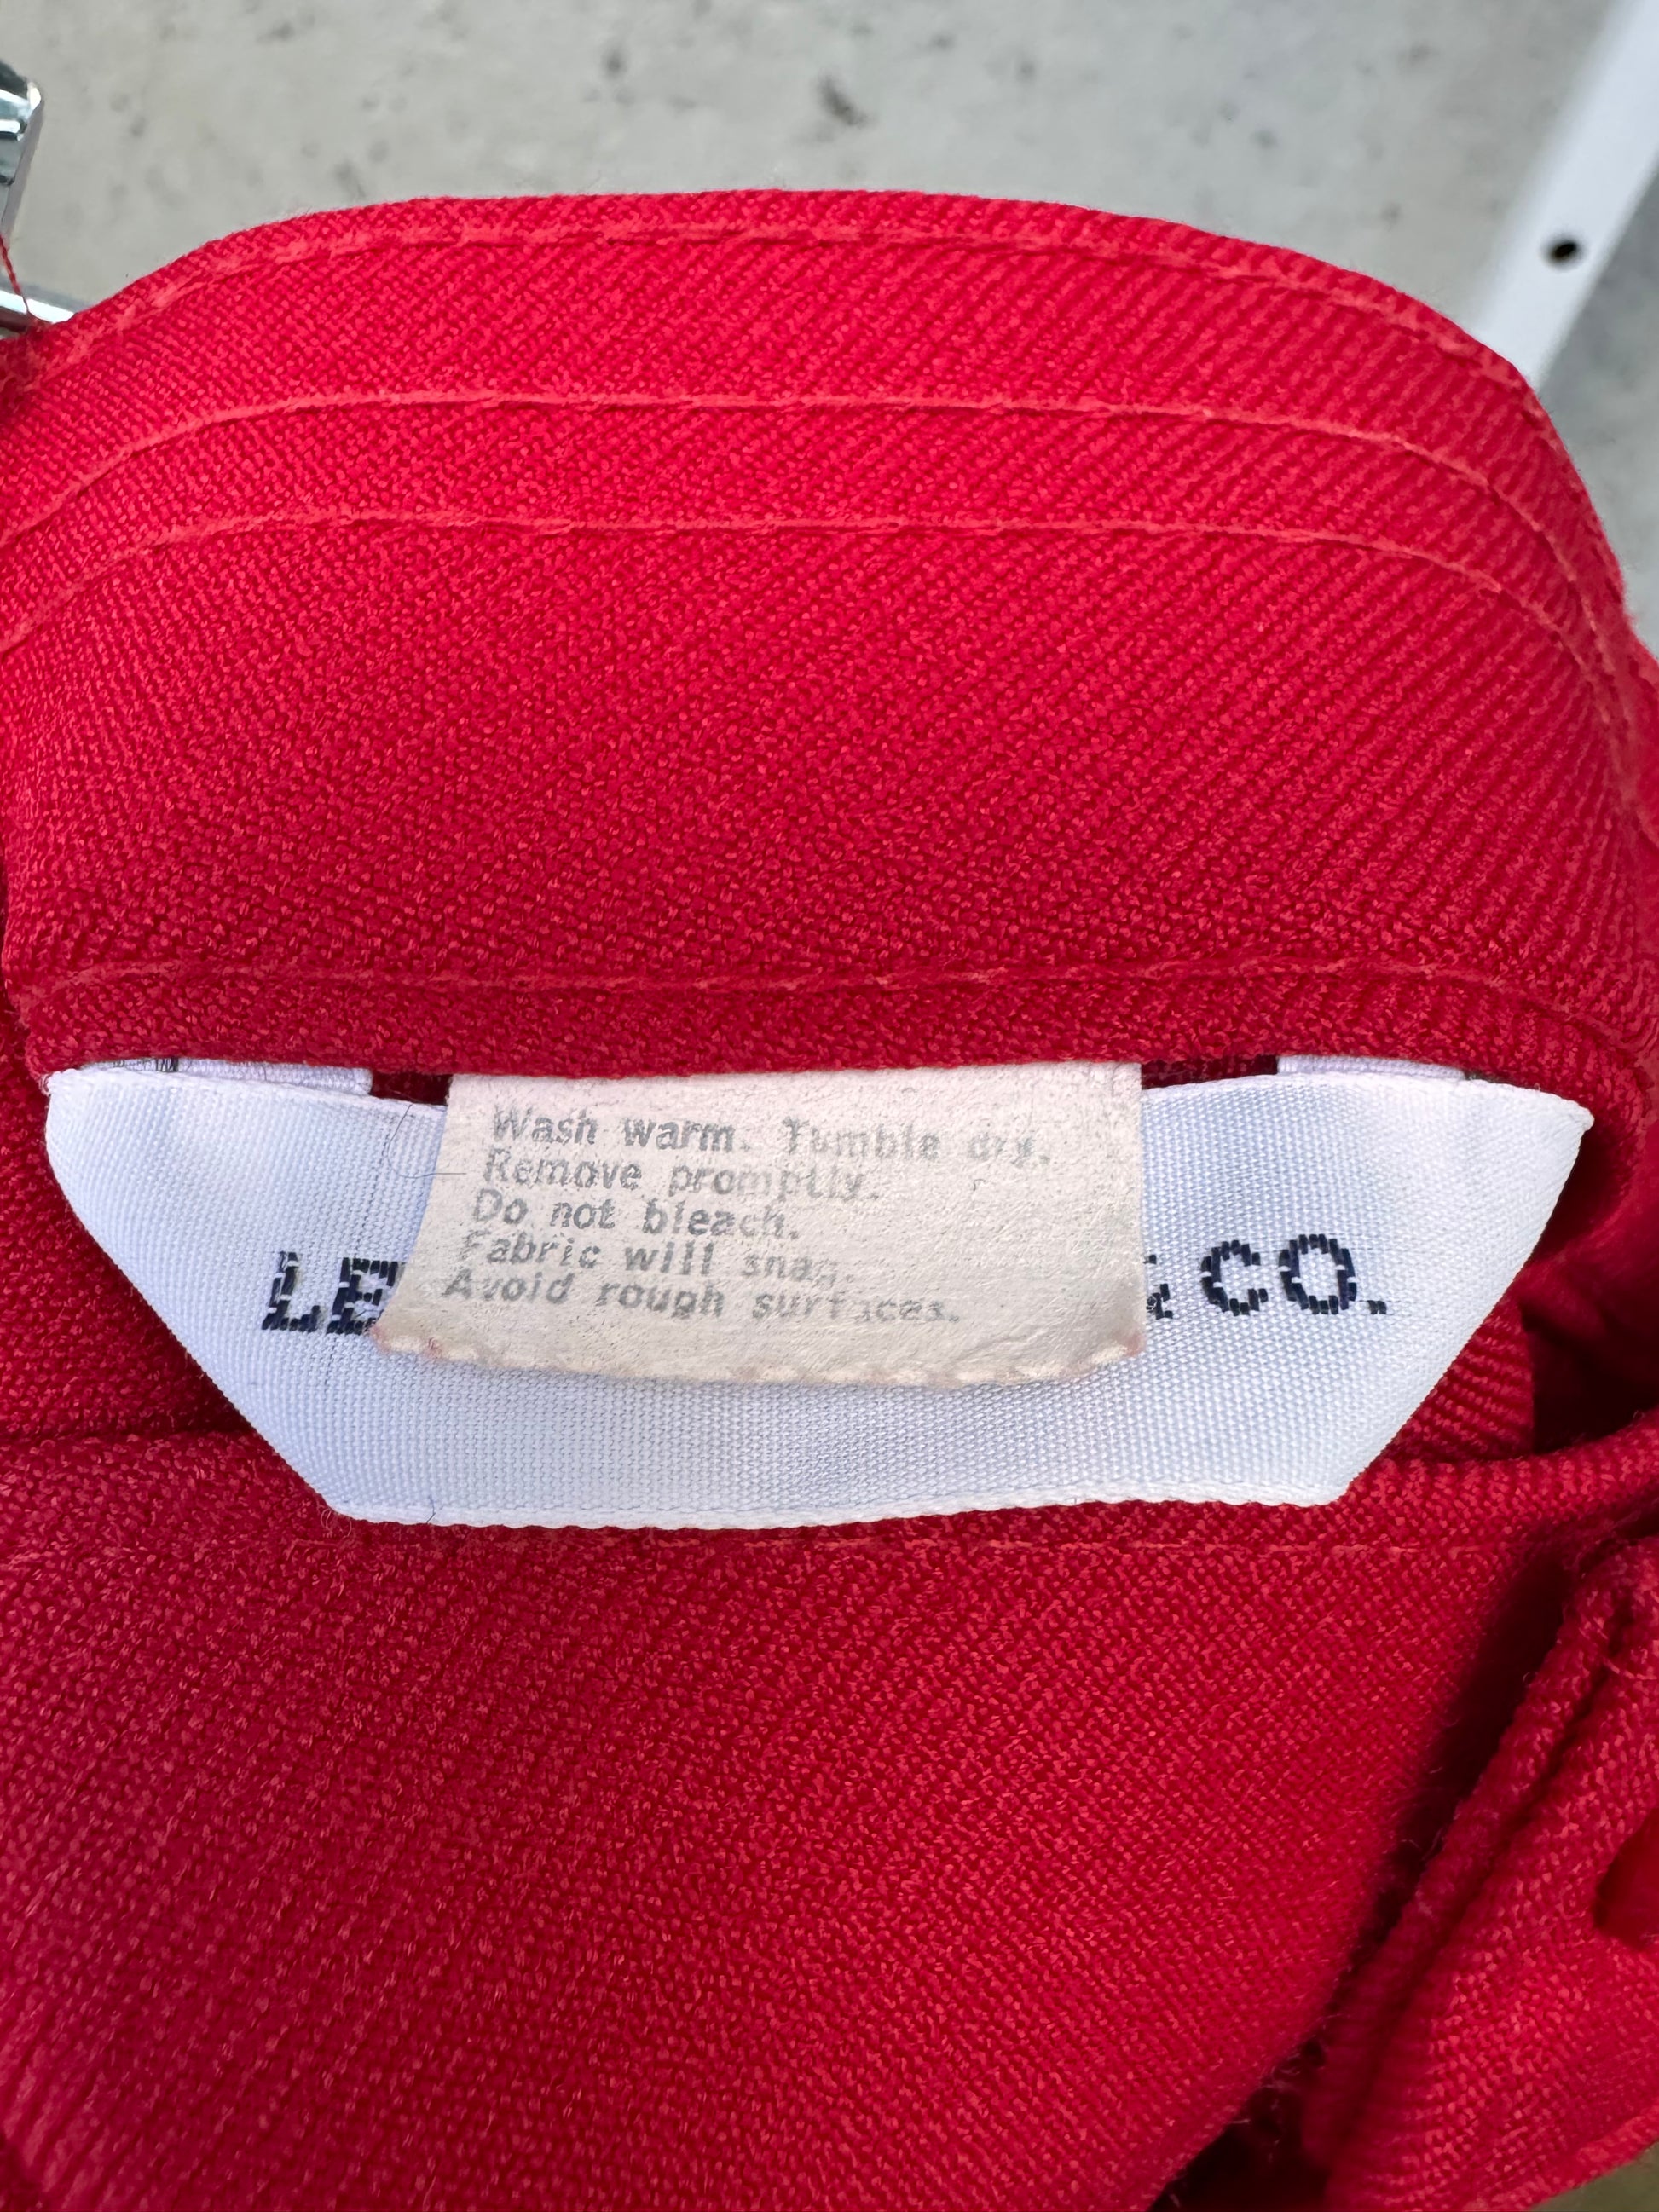 Wash warm. Tumble dry.
Remove promptly.
Do not bleach.
Fabric will snag.
Avoid rough surfaces.
LE & CO.